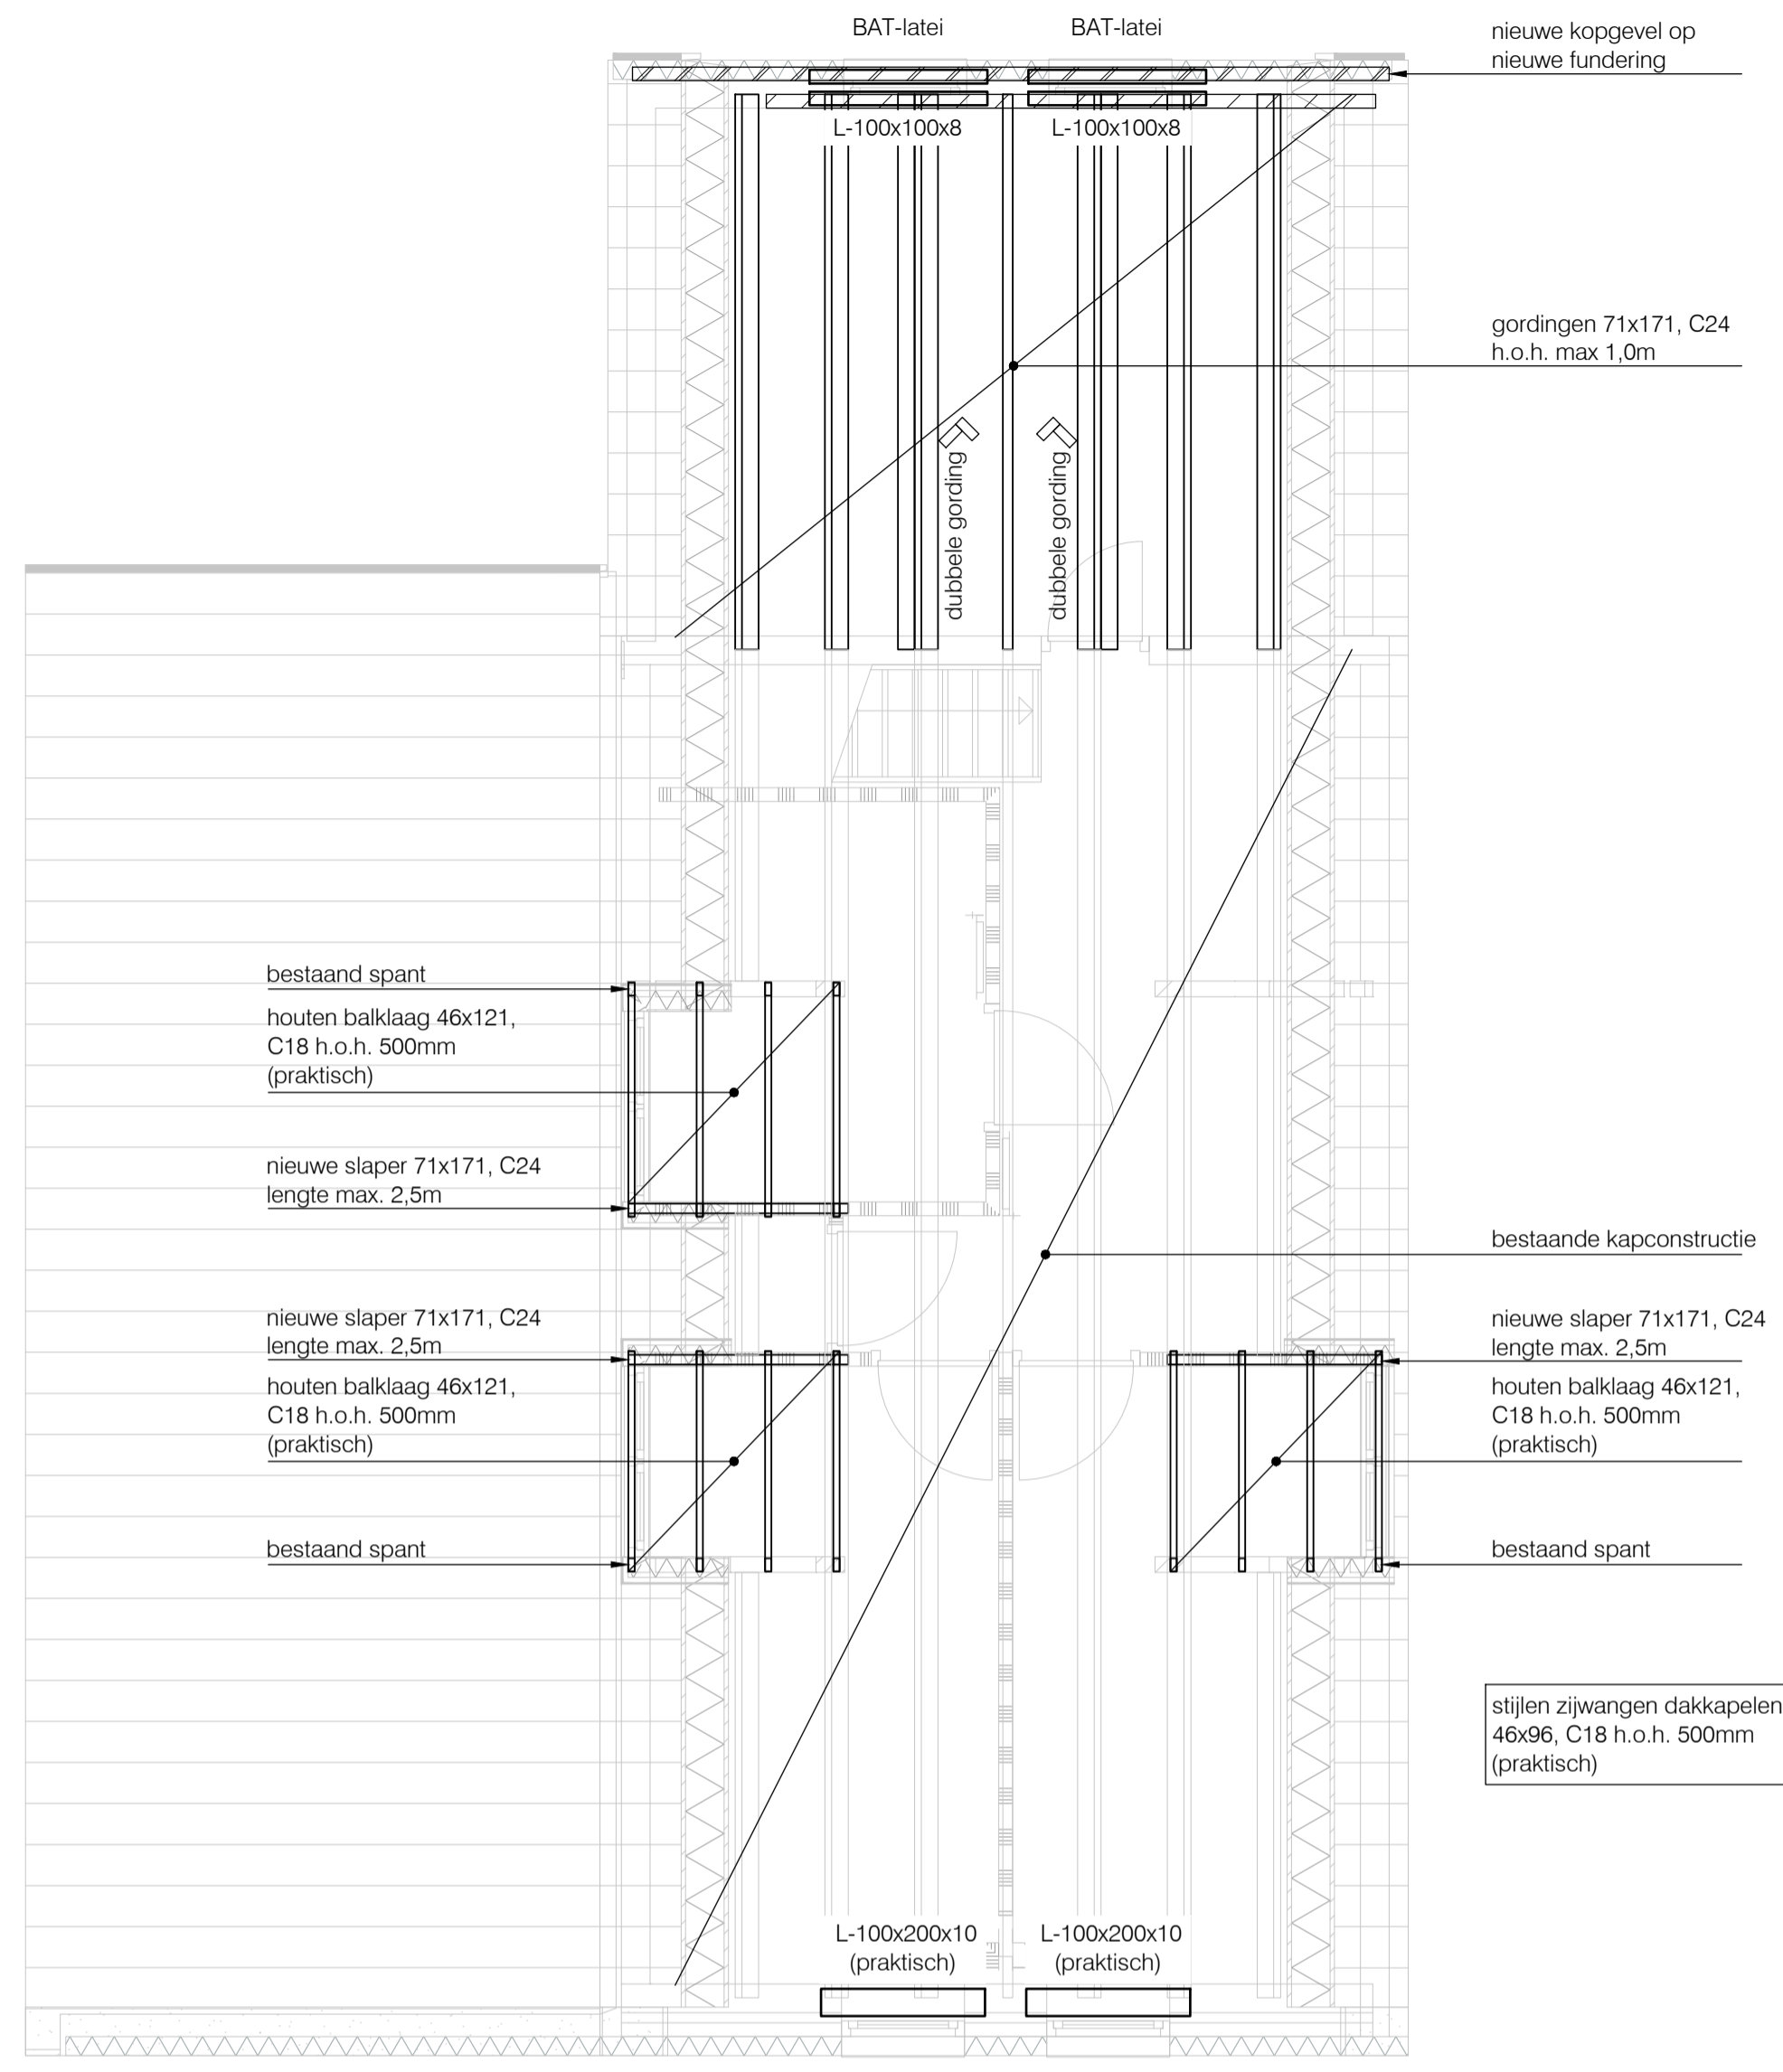 BAT-latei
BAT-latei
nieuwe kopgevel op
nieuwe fundering
L-100x100x8
L-100x100x8
gordingen 71x171, C24
h.o.h. max 1,0m
dubbele gording
dubbele gording
bestaand spant
houten balklaag 46x121,
C18 h.o.h. 500mm
(praktisch)
nieuwe slaper 71x171, C24
lengte max. 2,5m
bestaande kapconstructie
nieuwe slaper 71x171, C24
lengte max. 2,5m
houten balklaag 46x121,
C18 h.o.h. 500mm
(praktisch)
bestaand spant
nieuwe slaper 71x171, C24
lengte max. 2,5m
houten balklaag 46x121,
C18 h.o.h. 500mm
(praktisch)
bestaand spant
stijlen zijwangen dakkapelen
46x96, C18 h.o.h. 500mm
(praktisch)
L-100x200x10
(praktisch)
L-100x200x10
(praktisch)